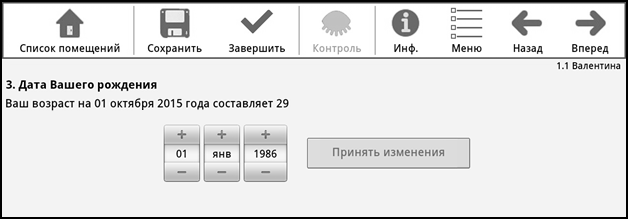 Список помещений Сохранить Завершить Контроль Инф. Меню Назад Вперед
1.1 Валентина
3. Дата Вашего рождения
Ваш возраст на 01 октября 2015 года составляет 29
+ + +
01 янв 1986 Принять изменения
− − −